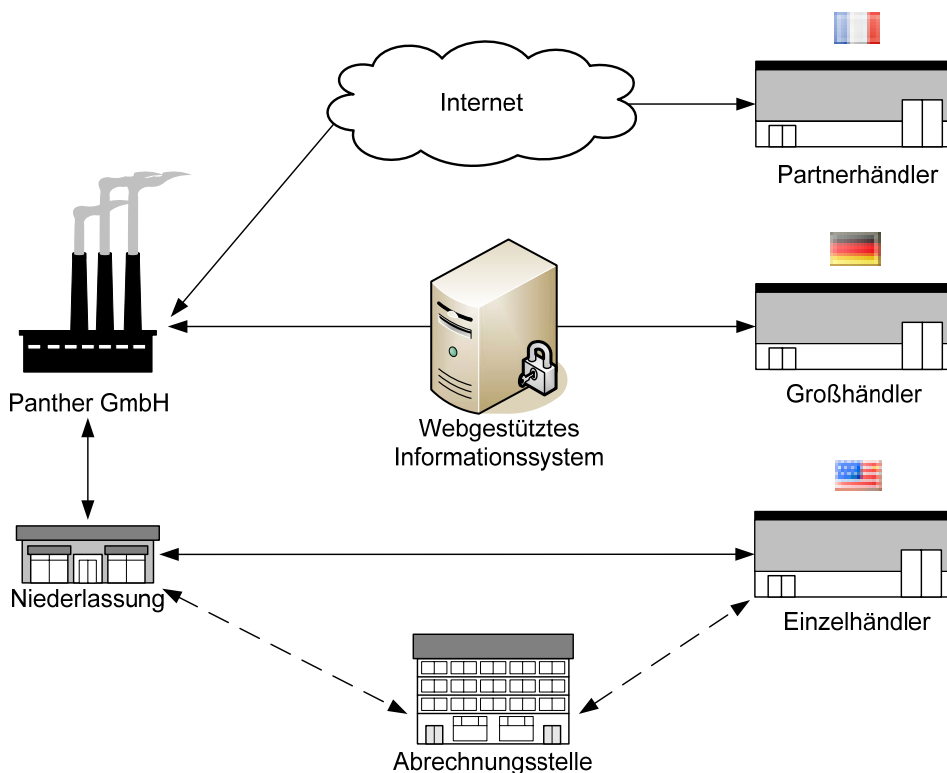 Internet
Partnerhändler
Panther GmbH
Webgestütztes
Informationssystem
Großhändler
Niederlassung
Einzelhändler
Abrechnungsstelle